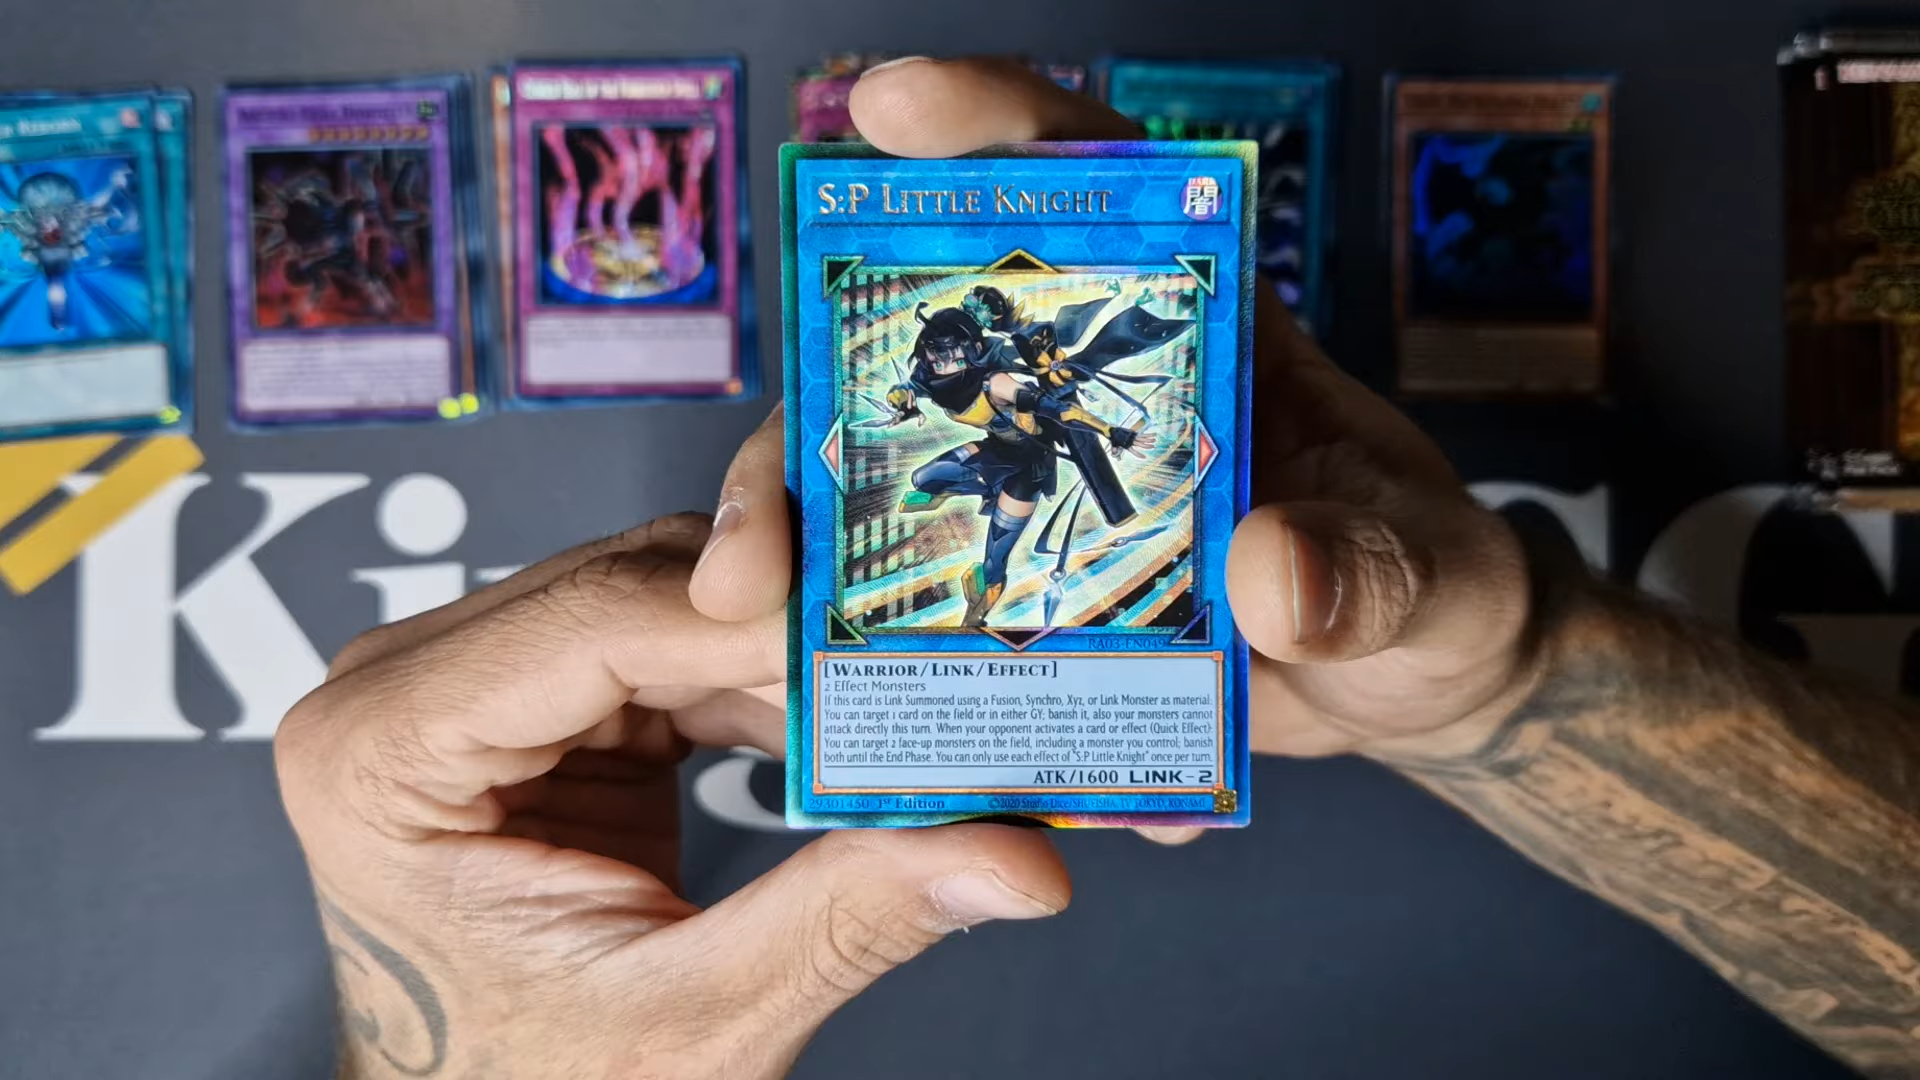 S:P LITTLE KNIGHT
DARK
闇
RA03-EN049
[WARRIOR/LINK/EFFECT]
2 Effect Monsters
If this card is Link Summoned using a Fusion, Synchro, Xyz, or Link Monster as material:
You can target 1 card on the field or in either GY; banish it, also your monsters cannot
attack directly this turn. When your opponent activates a card or effect (Quick Effect):
You can target 2 face-up monsters on the field, including a monster you control; banish
both until the End Phase. You can only use each effect of "S:P Little Knight" once per turn.
ATK/1600 LINK-2
29301450 1st Edition
©2020 Studio Dice/SHUEISHA, TV TOKYO, KONAMI
Ki